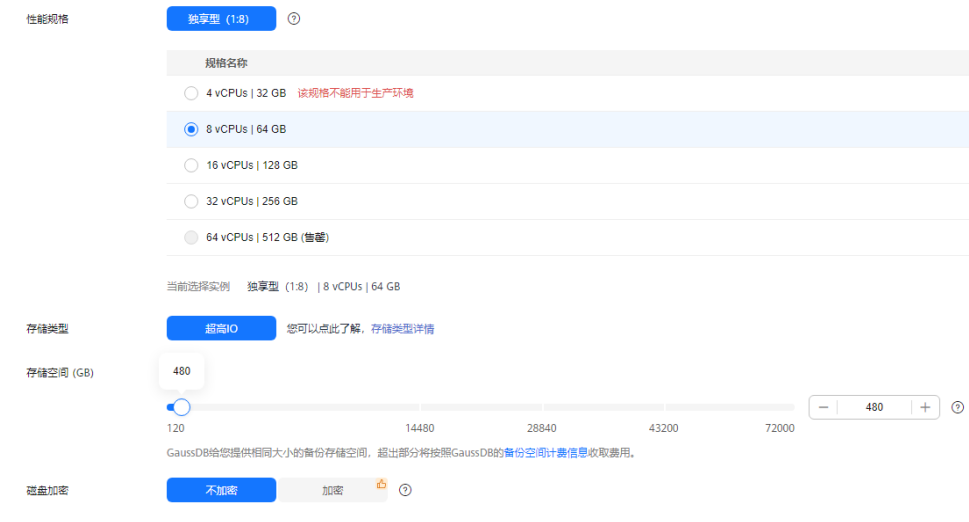 性能规格 独享型（1:8）
规格名称
4 vCPUs | 32 GB 该规格不能用于生产环境
8 vCPUs | 64 GB
16 vCPUs | 128 GB
32 vCPUs | 256 GB
64 vCPUs | 512 GB (售罄)
当前选择实例 独享型（1:8） | 8 vCPUs | 64 GB
存储类型 超高IO 您可以点此了解，存储类型详情
存储空间 (GB) 480
480
120 14480 28840 43200 72000
GaussDB给您提供相同大小的备份存储空间，超出部分将按照GaussDB的备份空间计费信息收取费用。
磁盘加密 不加密 加密